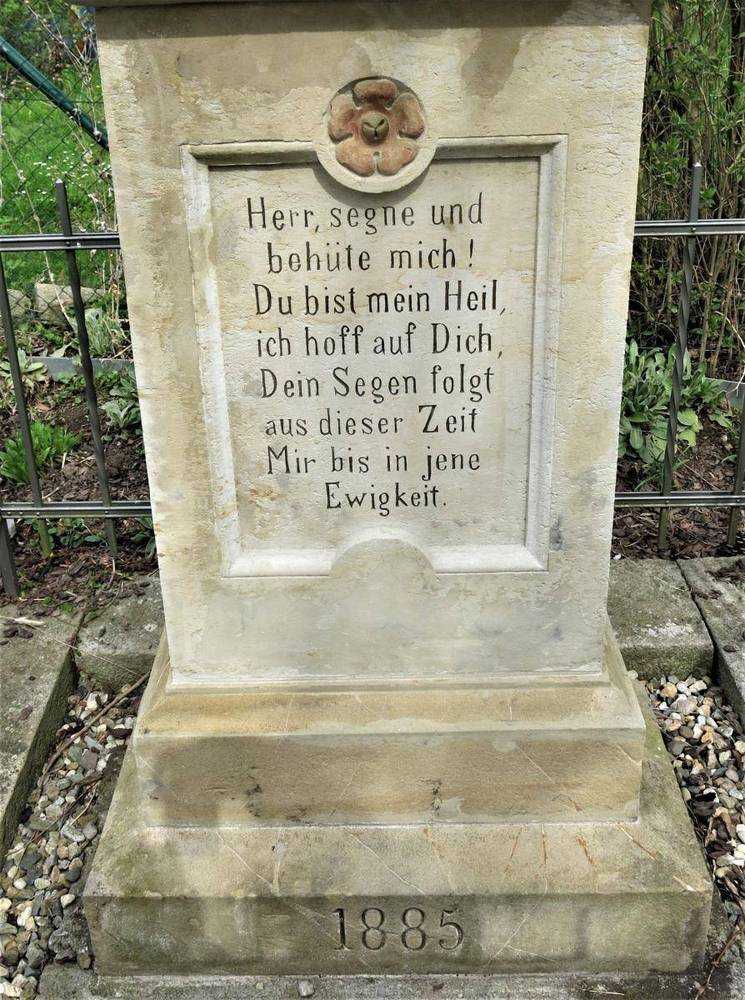 Herr, segne und
behüte mich!
Du bist mein Heil,
ich hoff auf Dich,
Dein Segen folgt
aus dieser Zeit
Mir bis in jene
Ewigkeit.
1885